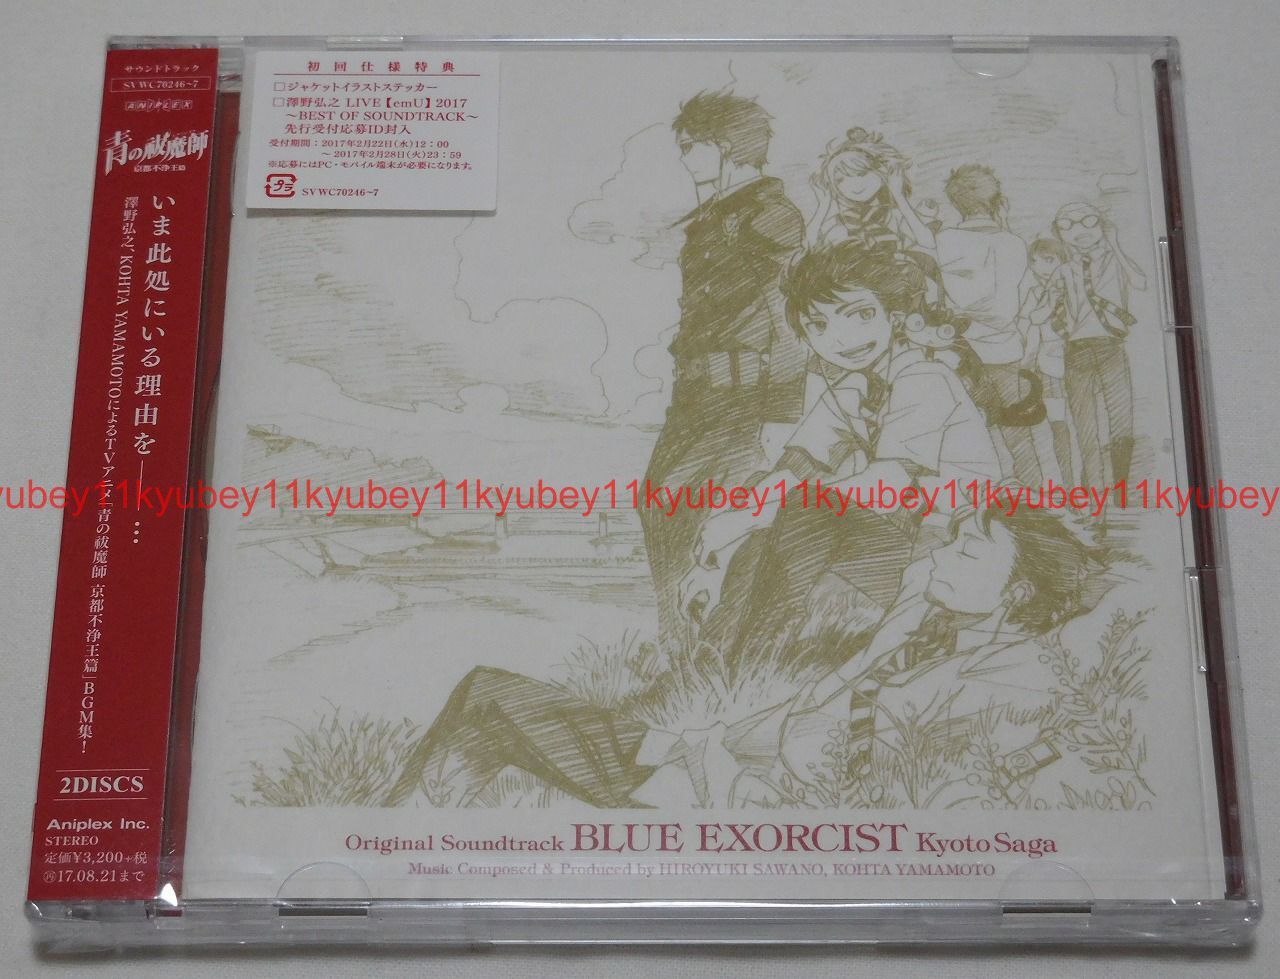 サウンドトラック
SVWC70246~7
ANIPLEX
青の祓魔師
京都不浄王篇
いま此処にいる理由を――…
澤野弘之、KOHTA YAMAMOTOによるTVアニメ「青の祓魔師 京都不浄王篇」BGM集!
2DISCS
Aniplex Inc.
STEREO
定価¥3,200+税
㋐17.08.21まで
初回仕様特典
□ジャケットイラストステッカー
□澤野弘之 LIVE【emU】2017
~BEST OF SOUNDTRACK~
先行受付応募ID封入
受付期間:2017年2月22日(水)12:00
~2017年2月28日(火)23:59
※応募にはPC・モバイル端末が必要になります。
プラ
SVWC70246~7
kyubey11kyubey11kyubey11kyubey11kyubey11kyubey11kyubey11kyubey
Original Soundtrack BLUE EXORCIST Kyoto Saga
Music Composed & Produced by HIROYUKI SAWANO, KOHTA YAMAMOTO